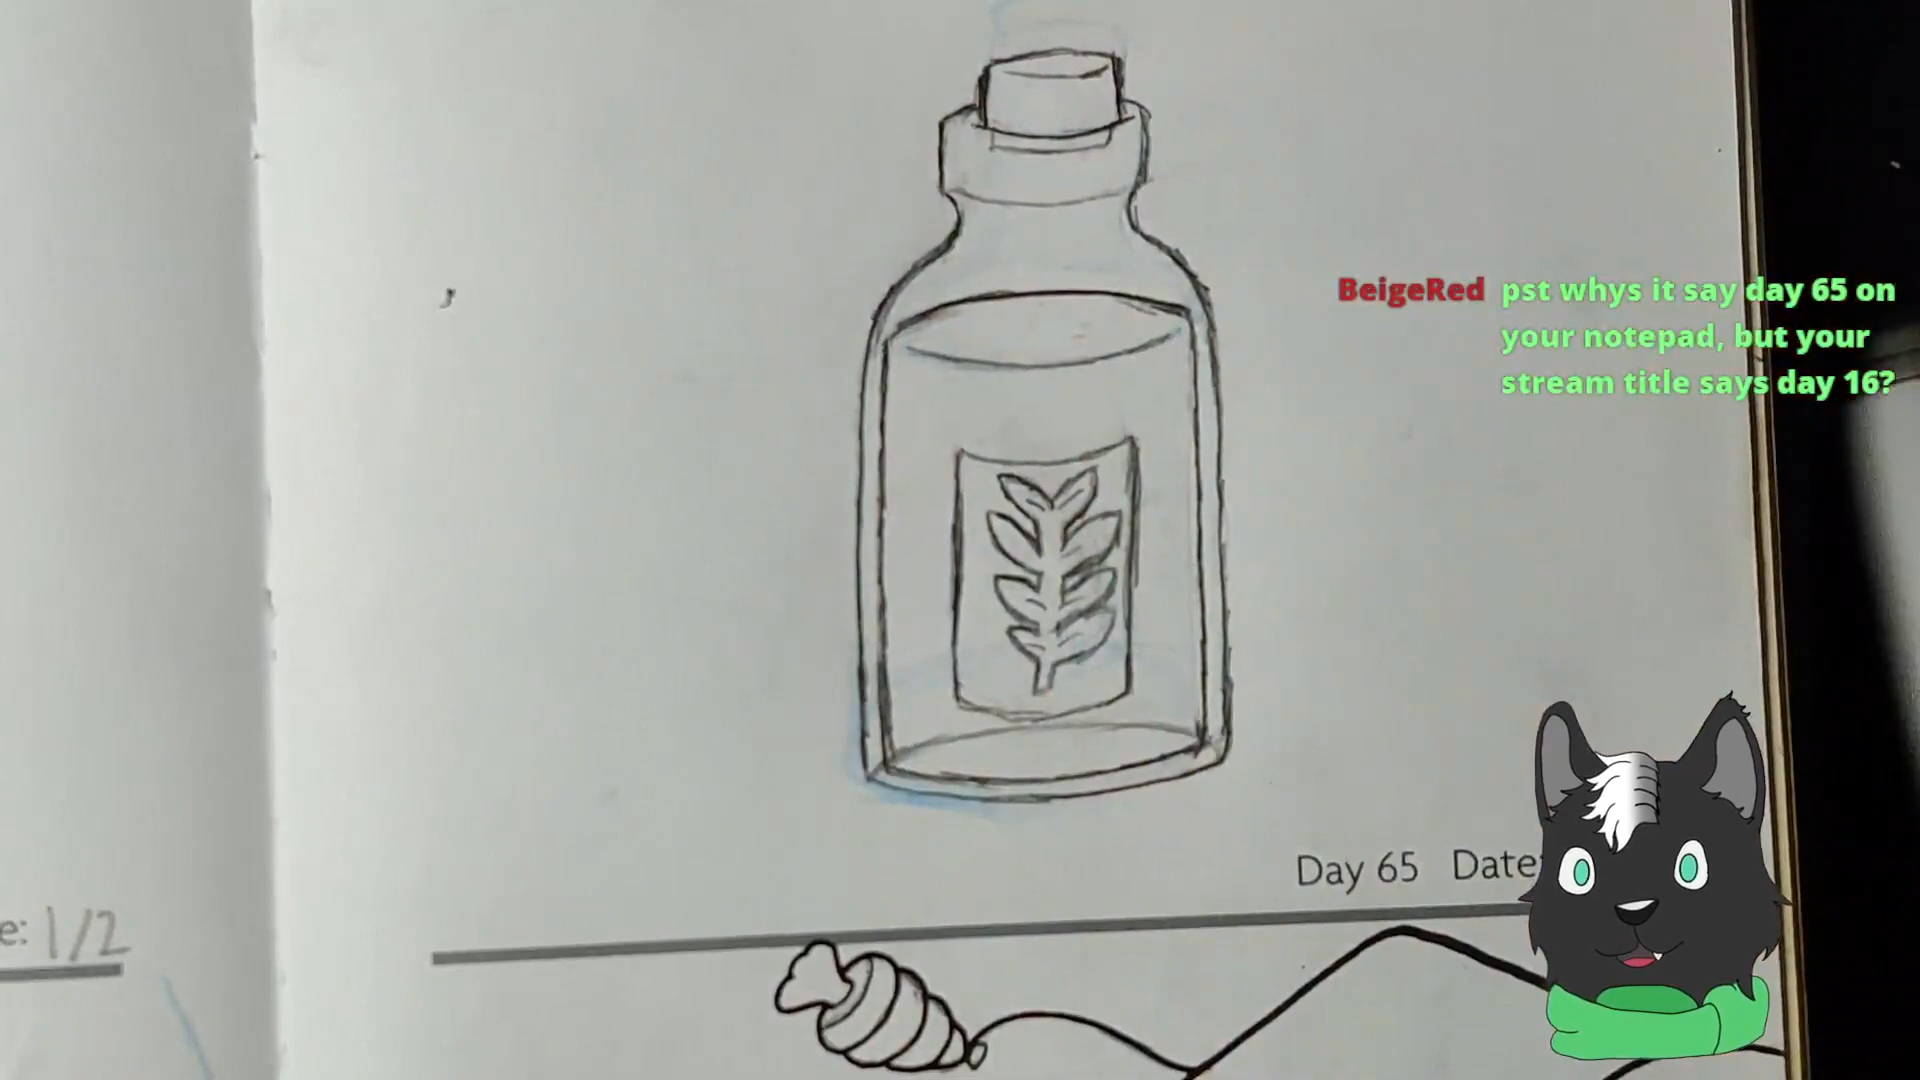 BeigeRed pst whys it say day 65 on
your notepad, but your
stream title says day 16?
Day 65 Date:
e: 1/2